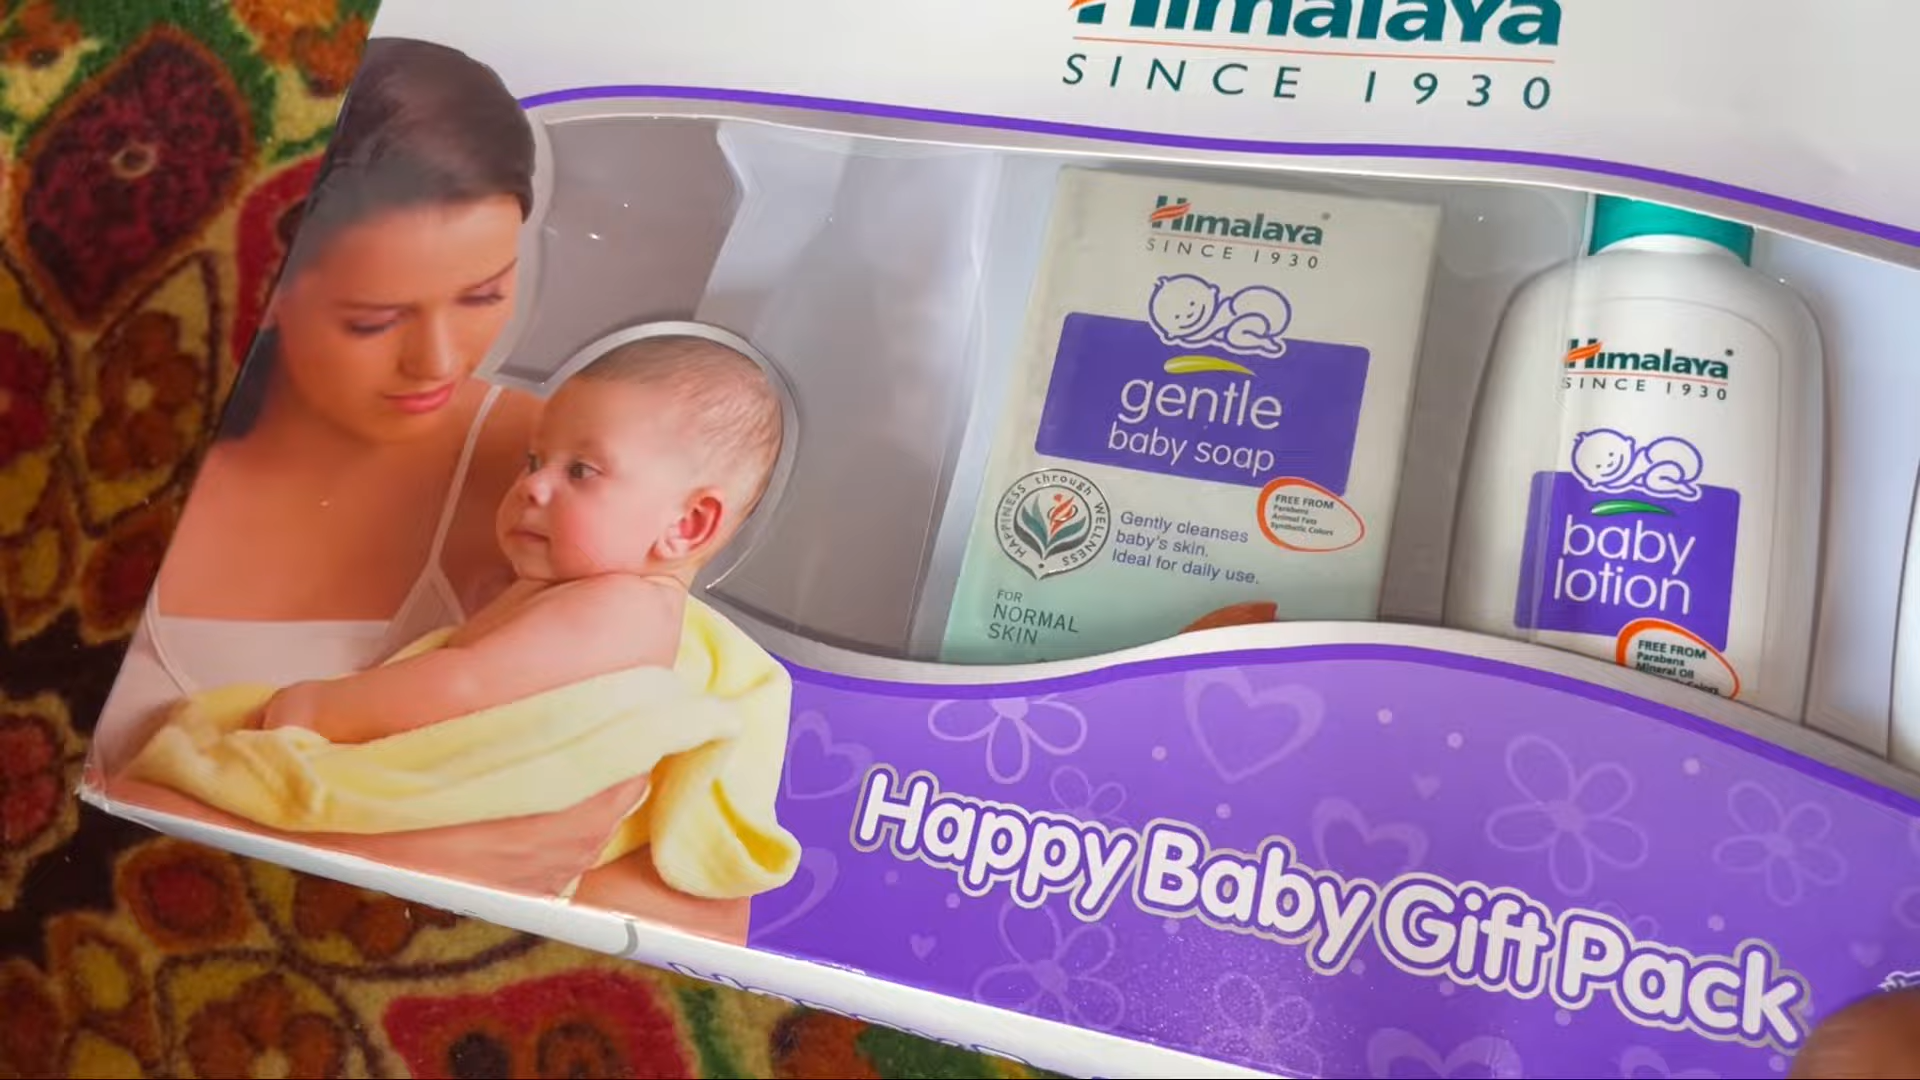 Himalaya
SINCE 1930
Himalaya
SINCE 1930
gentle
baby soap
HAPPINESS through WELLNESS
Gently cleanses
baby's skin.
Ideal for daily use.
FREE FROM
Parabens
Animal Fats
Synthetic Colors
FOR
NORMAL
SKIN
Himalaya
SINCE 1930
baby
lotion
FREE FROM
Parabens
Mineral Oil
Happy Baby Gift Pack